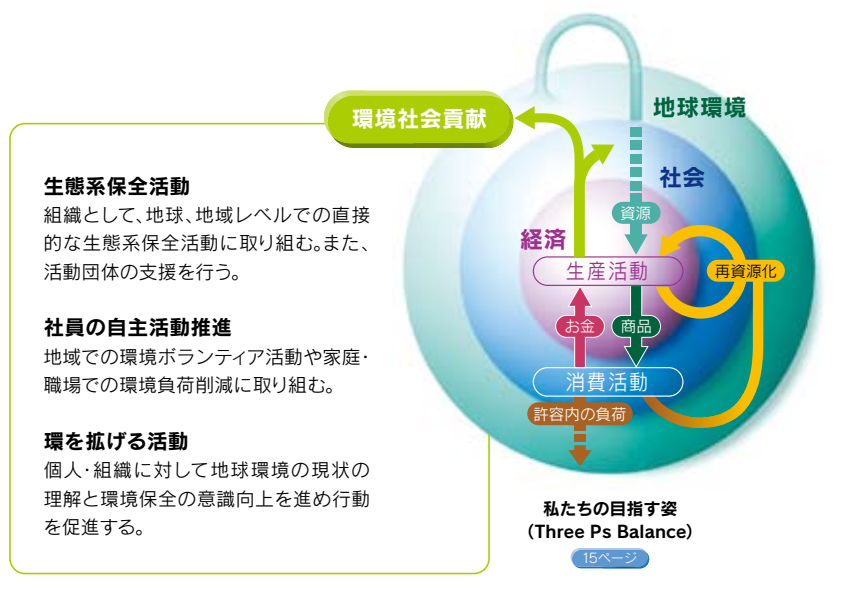 環境社会貢献
生態系保全活動
組織として、地球、地域レベルでの直接
的な生態系保全活動に取り組む。また、
活動団体の支援を行う。
社員の自主活動推進
地域での環境ボランティア活動や家庭・
職場での環境負荷削減に取り組む。
環を拡げる活動
個人・組織に対して地球環境の現状の
理解と環境保全の意識向上を進め行動
を促進する。
地球環境
社会
資源
経済
生産活動
再資源化
お金
商品
消費活動
許容内の負荷
私たちの目指す姿
（Three Ps Balance）
15ページ